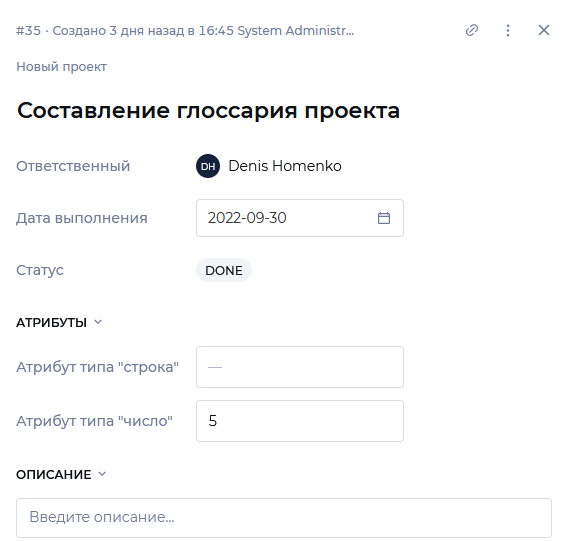 #35 · Создано 3 дня назад в 16:45 System Administr...
Новый проект
Составление глоссария проекта
Ответственный DH Denis Homenko
Дата выполнения 2022-09-30
Статус DONE
АТРИБУТЫ
Атрибут типа "строка" —
Атрибут типа "число" 5
ОПИСАНИЕ
Введите описание...